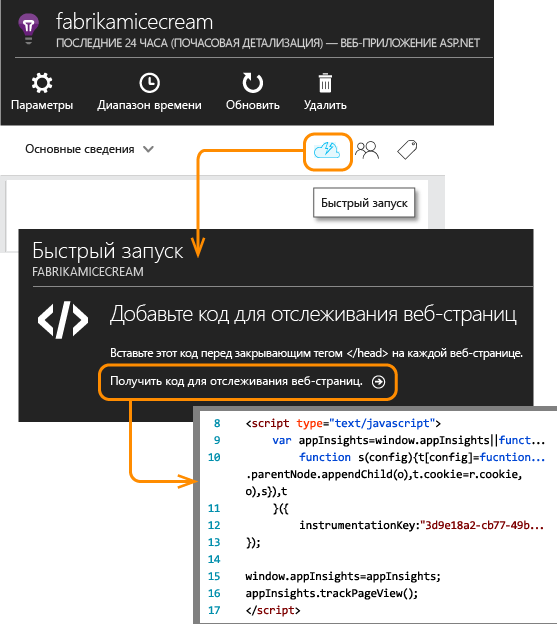 fabrikamicecream
ПОСЛЕДНИЕ 24 ЧАСА (ПОЧАСОВАЯ ДЕТАЛИЗАЦИЯ) — ВЕБ-ПРИЛОЖЕНИЕ ASP.NET
Параметры Диапазон времени Обновить Удалить
Основные сведения
Быстрый запуск
Быстрый запуск
FABRIKAMICECREAM
</>
Добавьте код для отслеживания веб-страниц
Вставьте этот код перед закрывающим тегом </head> на каждой веб-странице.
Получить код для отслеживания веб-страниц.
8 <script type="text/javascript">
9 var appInsights=window.appInsights||funct...
10 function s(config){t[config]=fucntion...
.parentNode.appendChild(o),t.cookie=r.cookie,
o),s}),t
11 }({
12 instrumentationKey:"3d9e18a2-cb77-49b...
13 });
14
15 window.appInsights=appInsights;
16 appInsights.trackPageView();
17 </script>